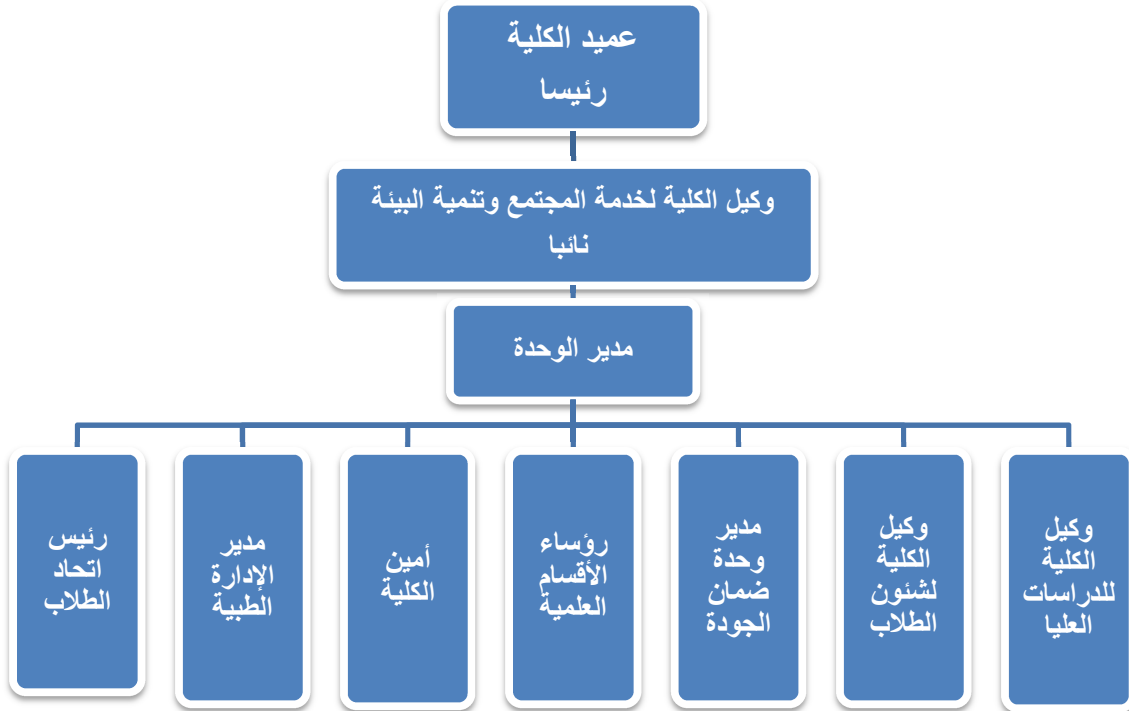 عميد الكلية
رئيسا
وكيل الكلية لخدمة المجتمع وتنمية البيئة
نائبا
مدير الوحدة
وكيل
الكلية
للدراسات
العليا
وكيل
الكلية
لشئون
الطلاب
مدير
وحدة
ضمان
الجودة
رؤساء
الأقسام
العلمية
أمين
الكلية
مدير
الإدارة
الطبية
رئيس
اتحاد
الطلاب